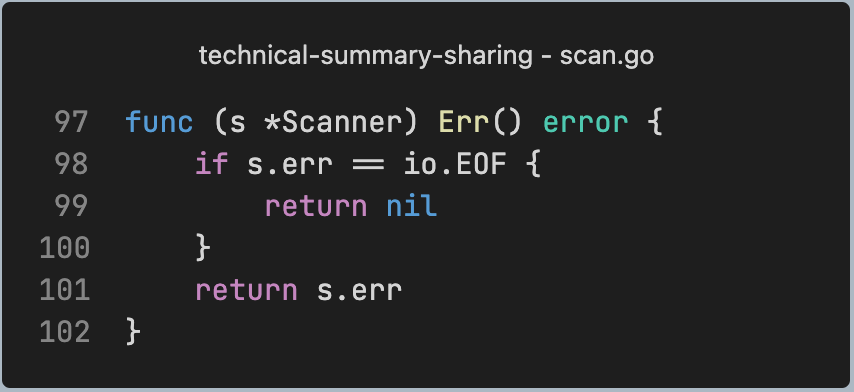 technical-summary-sharing - scan.go
97 func (s *Scanner) Err() error {
98     if s.err == io.EOF {
99         return nil
100     }
101     return s.err
102 }